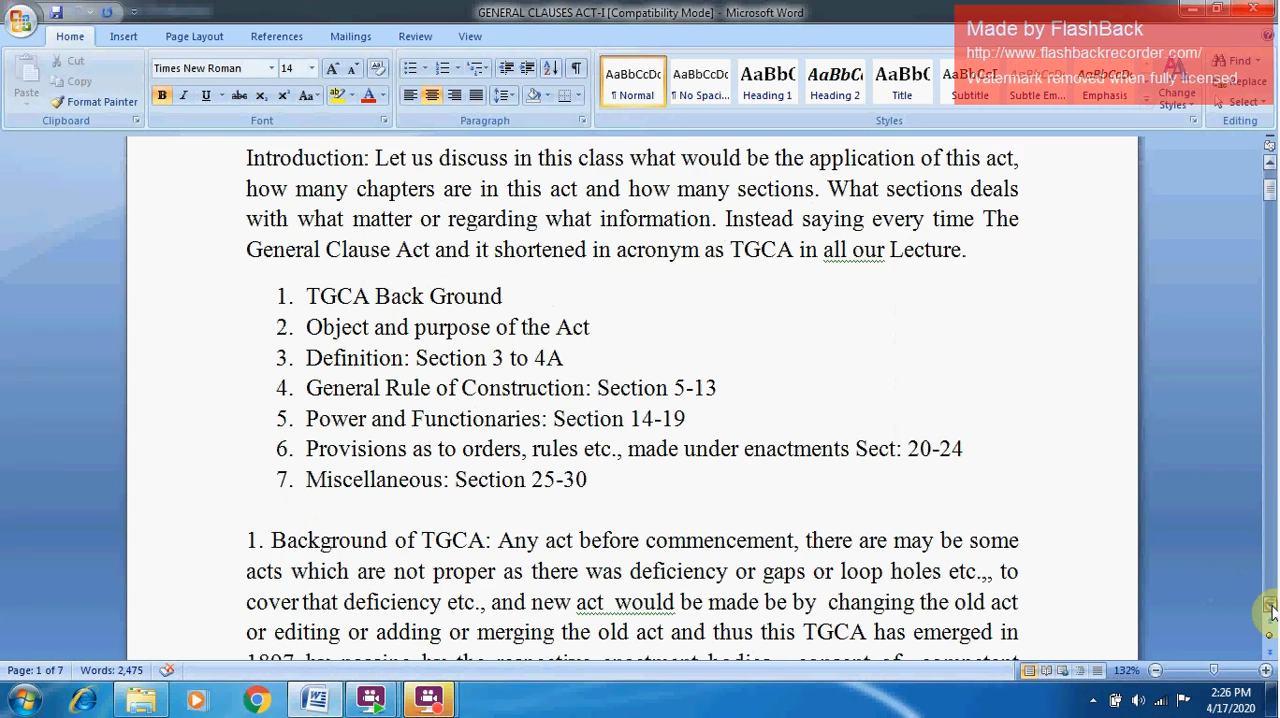 GENERAL CLAUSES ACT-I [Compatibility Mode] - Microsoft Word
Made by FlashBack
http://www.flashbackrecorder.com/
Watermark removed when fully licensed
Home Insert Page Layout References Mailings Review View
Paste
Cut
Copy
Format Painter
Clipboard
Times New Roman 14
Font
Paragraph
AaBbCcDc AaBbCcDc AaBbC AaBbCc AaBbC
¶ Normal ¶ No Spaci... Heading 1 Heading 2 Title Subtitle Subtle Em... Emphasis
Change
Styles
Styles
Find
Replace
Select
Editing
Introduction: Let us discuss in this class what would be the application of this act,
how many chapters are in this act and how many sections. What sections deals
with what matter or regarding what information. Instead saying every time The
General Clause Act and it shortened in acronym as TGCA in all our Lecture.
1. TGCA Back Ground
2. Object and purpose of the Act
3. Definition: Section 3 to 4A
4. General Rule of Construction: Section 5-13
5. Power and Functionaries: Section 14-19
6. Provisions as to orders, rules etc., made under enactments Sect: 20-24
7. Miscellaneous: Section 25-30
1. Background of TGCA: Any act before commencement, there are may be some
acts which are not proper as there was deficiency or gaps or loop holes etc.,, to
cover that deficiency etc., and new act would be made be by changing the old act
or editing or adding or merging the old act and thus this TGCA has emerged in
Page: 1 of 7 Words: 2,475 132%
2:26 PM
4/17/2020